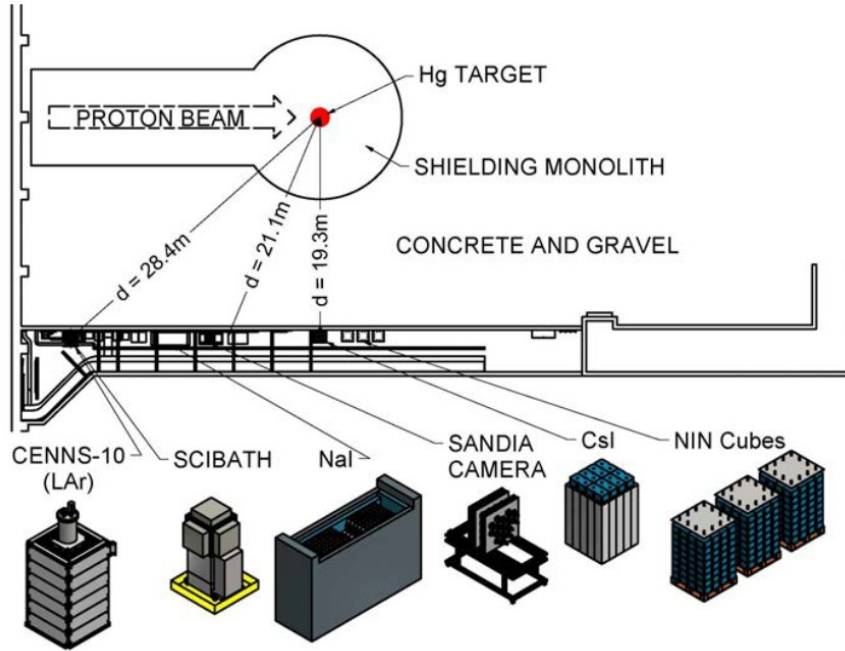 Hg TARGET
PROTON BEAM
SHIELDING MONOLITH
d = 28.4m
d = 21.1m
d = 19.3m
CONCRETE AND GRAVEL
CENNS-10
(LAr)
SCIBATH
NaI
SANDIA
CAMERA
CsI
NIN Cubes